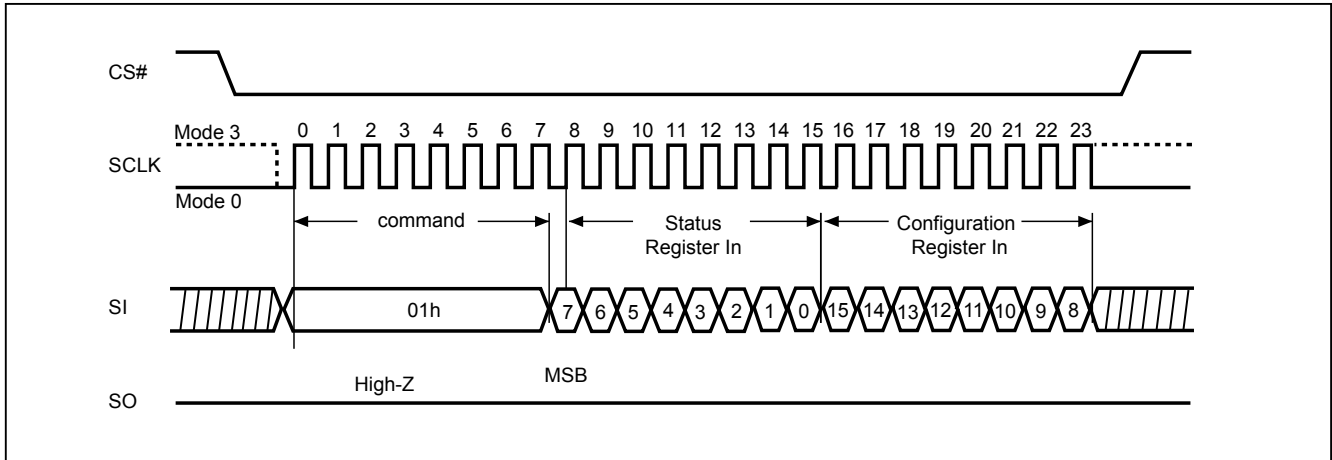 CS#
Mode 3
0 1 2 3 4 5 6 7 8 9 10 11 12 13 14 15 16 17 18 19 20 21 22 23
SCLK
Mode 0
command
Status
Register In
Configuration
Register In
SI
01h
7 6 5 4 3 2 1 0 15 14 13 12 11 10 9 8
High-Z
MSB
SO